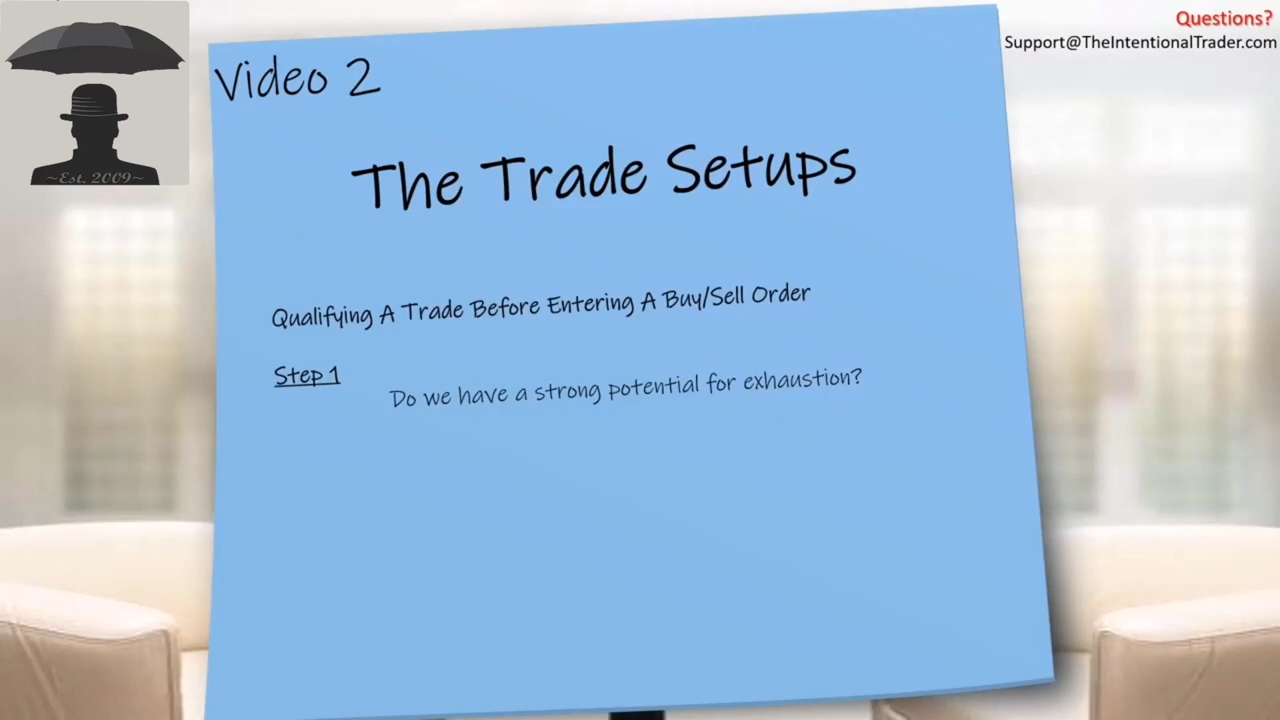 Questions?
Support@TheIntentionalTrader.com
~Est. 2009~
Video 2
The Trade Setups
Qualifying A Trade Before Entering A Buy/Sell Order
Step 1
Do we have a strong potential for exhaustion?